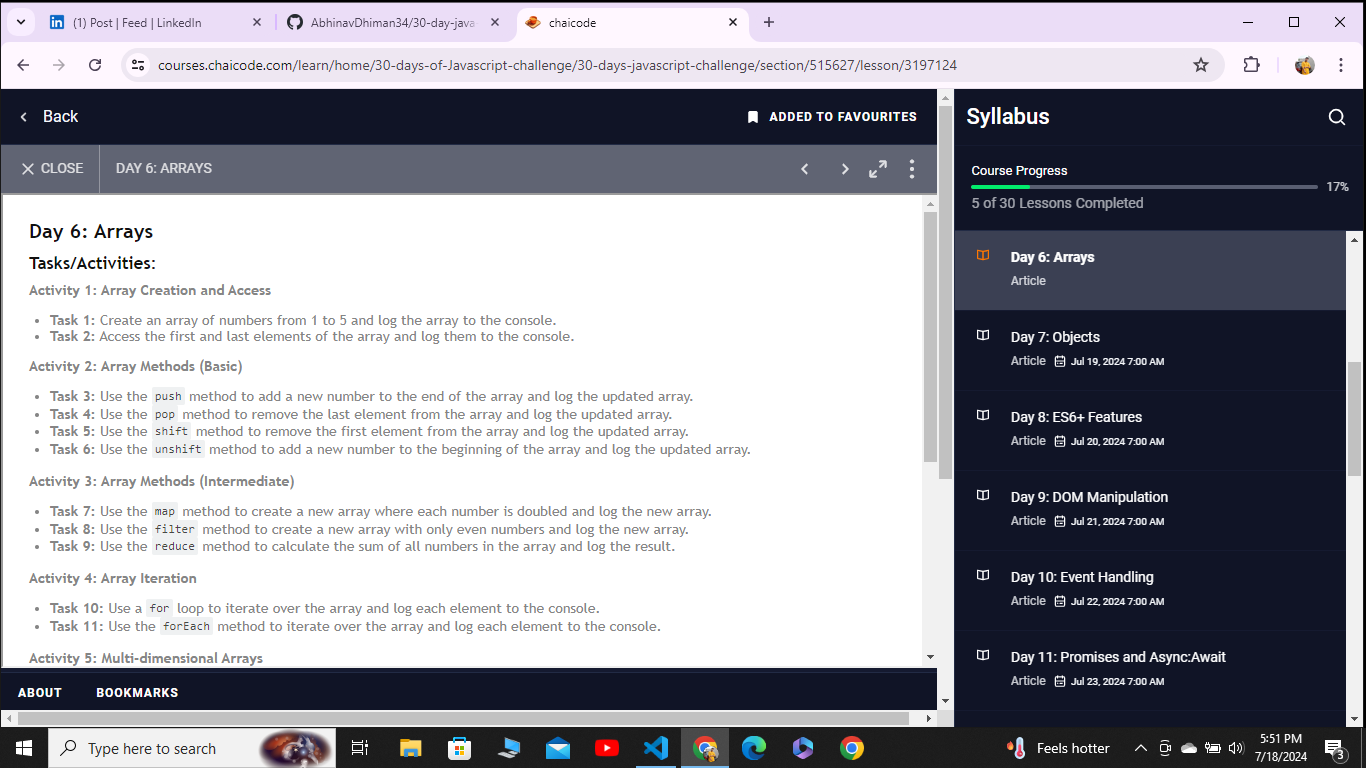 (1) Post | Feed | LinkedIn
AbhinavDhiman34/30-day-java
chaicode
courses.chaicode.com/learn/home/30-days-of-Javascript-challenge/30-days-javascript-challenge/section/515627/lesson/3197124
Back
ADDED TO FAVOURITES
CLOSE
DAY 6: ARRAYS
Day 6: Arrays
Tasks/Activities:
Activity 1: Array Creation and Access
• Task 1: Create an array of numbers from 1 to 5 and log the array to the console.
• Task 2: Access the first and last elements of the array and log them to the console.
Activity 2: Array Methods (Basic)
• Task 3: Use the push method to add a new number to the end of the array and log the updated array.
• Task 4: Use the pop method to remove the last element from the array and log the updated array.
• Task 5: Use the shift method to remove the first element from the array and log the updated array.
• Task 6: Use the unshift method to add a new number to the beginning of the array and log the updated array.
Activity 3: Array Methods (Intermediate)
• Task 7: Use the map method to create a new array where each number is doubled and log the new array.
• Task 8: Use the filter method to create a new array with only even numbers and log the new array.
• Task 9: Use the reduce method to calculate the sum of all numbers in the array and log the result.
Activity 4: Array Iteration
• Task 10: Use a for loop to iterate over the array and log each element to the console.
• Task 11: Use the forEach method to iterate over the array and log each element to the console.
Activity 5: Multi-dimensional Arrays
ABOUT
BOOKMARKS
Syllabus
Course Progress
17%
5 of 30 Lessons Completed
Day 6: Arrays
Article
Day 7: Objects
Article Jul 19, 2024 7:00 AM
Day 8: ES6+ Features
Article Jul 20, 2024 7:00 AM
Day 9: DOM Manipulation
Article Jul 21, 2024 7:00 AM
Day 10: Event Handling
Article Jul 22, 2024 7:00 AM
Day 11: Promises and Async:Await
Article Jul 23, 2024 7:00 AM
Type here to search
Feels hotter
5:51 PM
7/18/2024
3